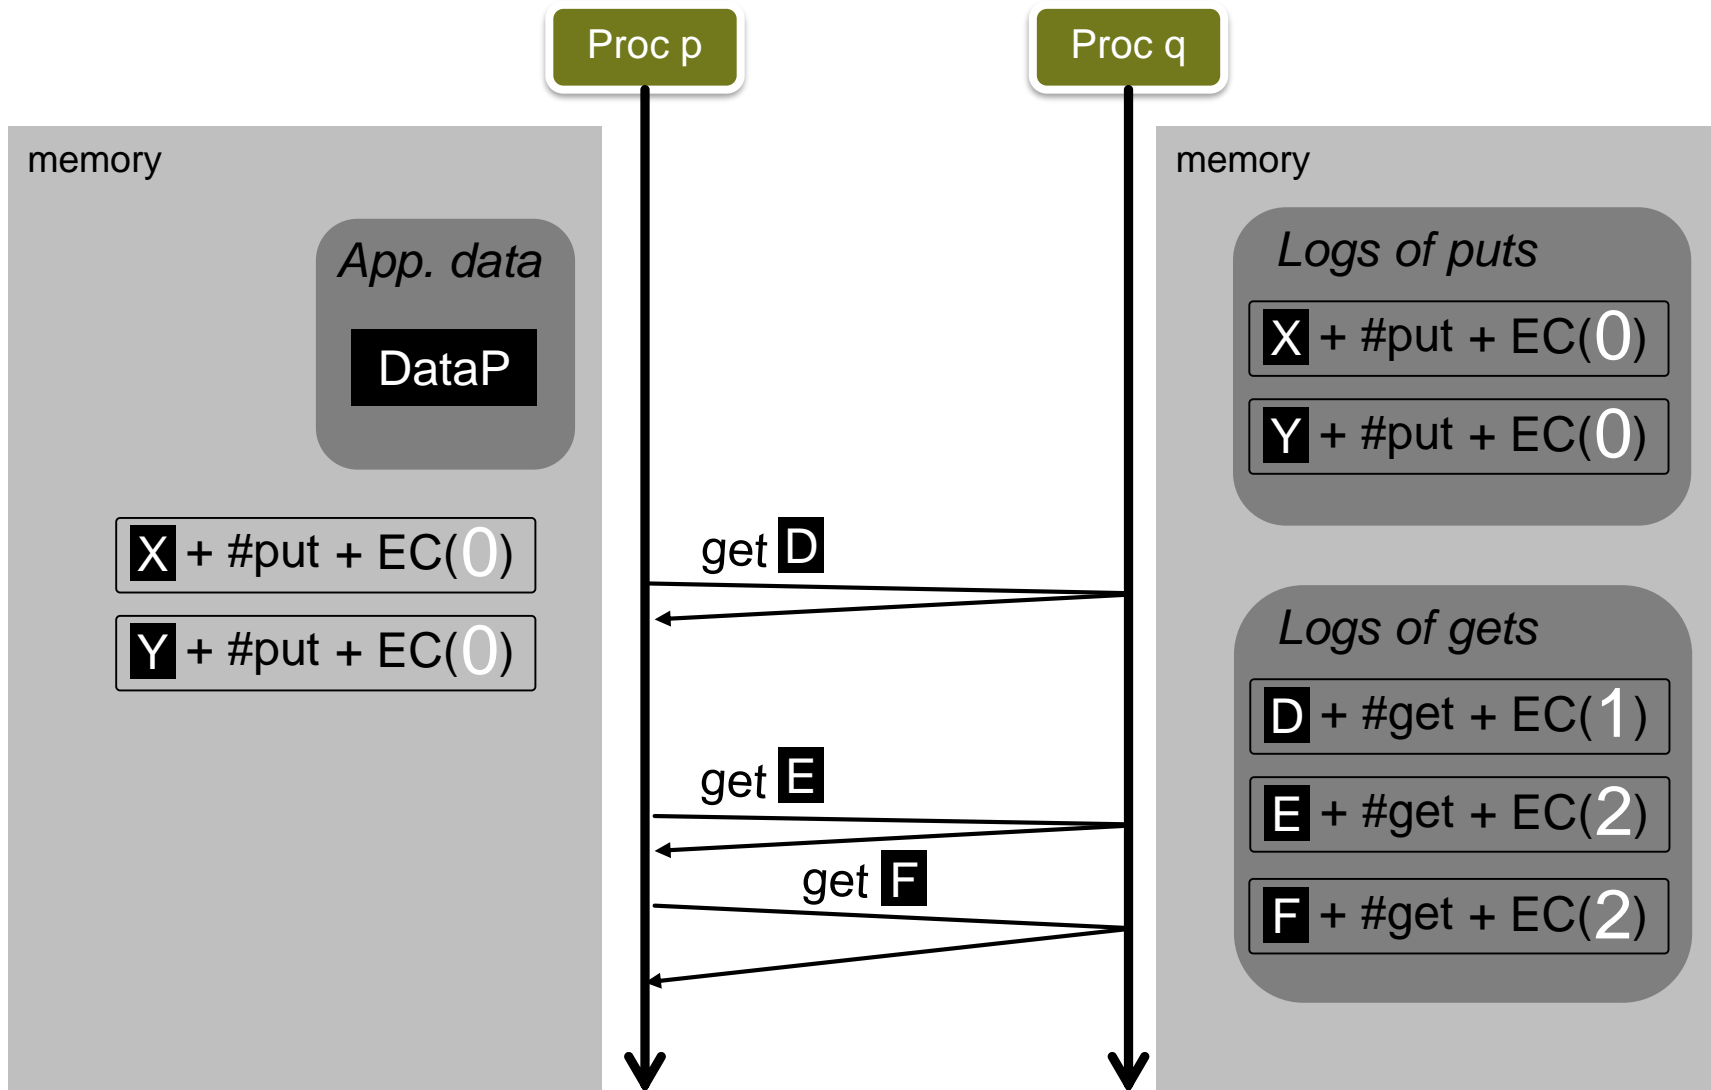 Proc p
Proc q
memory
App. data
DataP
X + #put + EC(0)
Y + #put + EC(0)
get D
get E
get F
memory
Logs of puts
X + #put + EC(0)
Y + #put + EC(0)
Logs of gets
D + #get + EC(1)
E + #get + EC(2)
F + #get + EC(2)